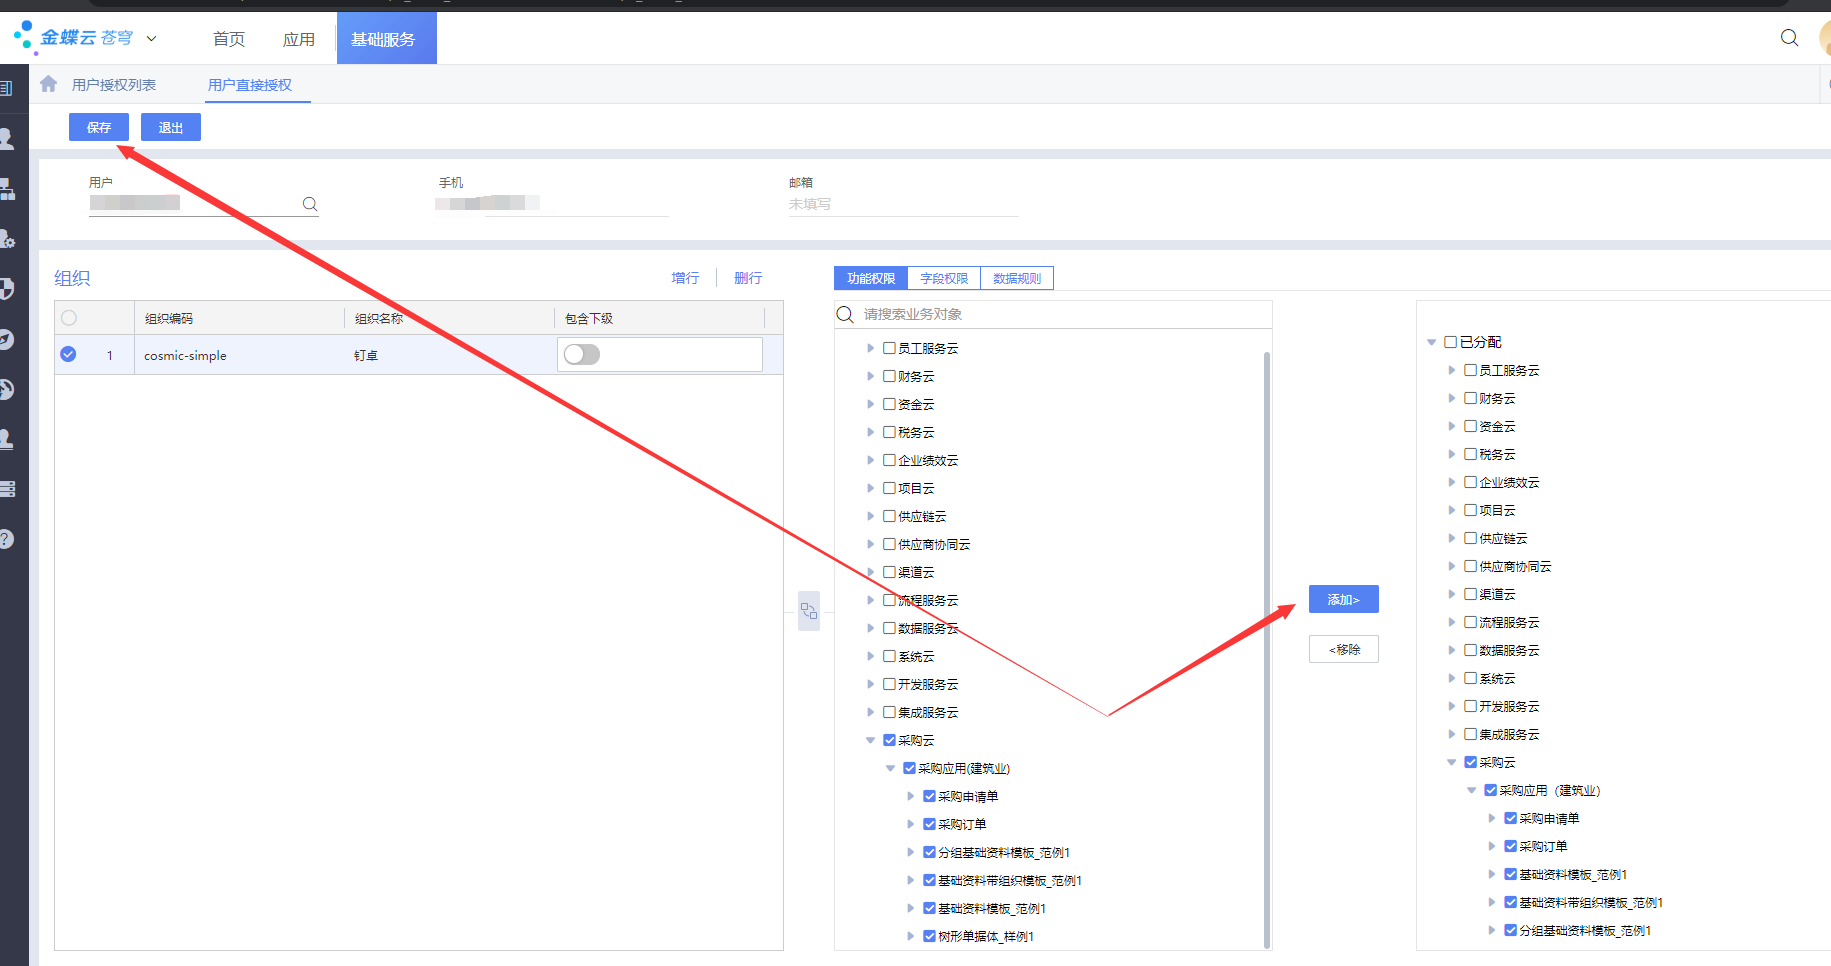 金蝶云 苍穹 首页 应用 基础服务
用户授权列表 用户直接授权
保存 退出
用户 手机 邮箱
未填写
组织 增行 删行 功能权限 字段权限 数据规则
请搜索业务对象
组织编码 组织名称 包含下级
1 cosmic-simple 钉卓
员工服务云
财务云
资金云
税务云
企业绩效云
项目云
供应链云
供应商协同云
渠道云
流程服务云
数据服务云
系统云
开发服务云
集成服务云
采购云
采购应用(建筑业)
采购申请单
采购订单
分组基础资料模板_范例1
基础资料带组织模板_范例1
基础资料模板_范例1
树形单据体_样例1
添加>
<移除
已分配
员工服务云
财务云
资金云
税务云
企业绩效云
项目云
供应链云
供应商协同云
渠道云
流程服务云
数据服务云
系统云
开发服务云
集成服务云
采购云
采购应用（建筑业）
采购申请单
采购订单
基础资料模板_范例1
基础资料带组织模板_范例1
分组基础资料模板_范例1